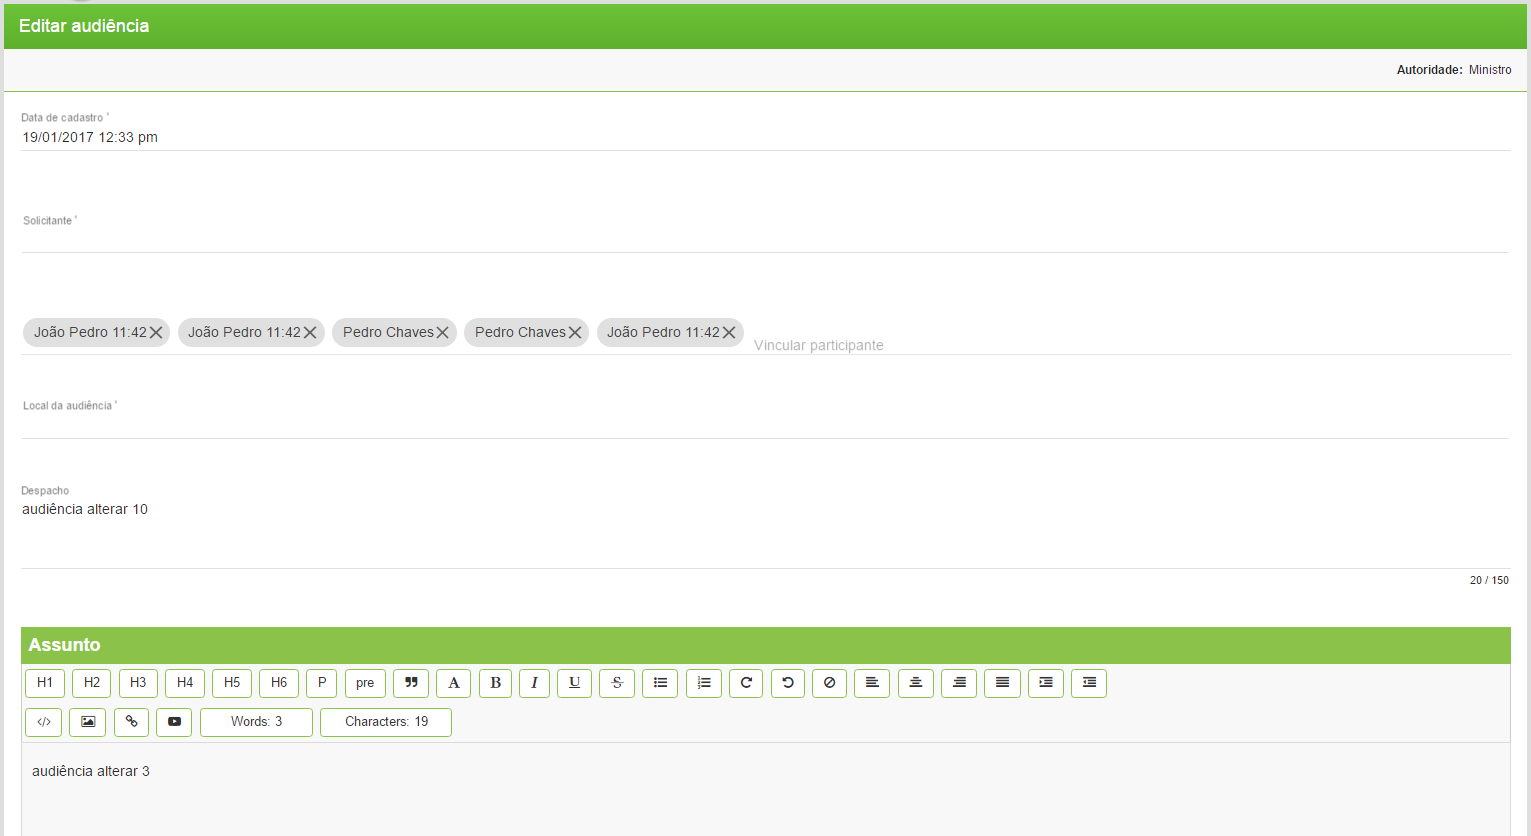 Editar audiência
Autoridade: Ministro
Data de cadastro *
19/01/2017 12:33 pm
Solicitante *
João Pedro 11:42 João Pedro 11:42 Pedro Chaves Pedro Chaves João Pedro 11:42 Vincular participante
Local da audiência *
Despacho
audiência alterar 10
20 / 150
Assunto
H1 H2 H3 H4 H5 H6 P pre A B I U S
</> Words: 3 Characters: 19
audiência alterar 3